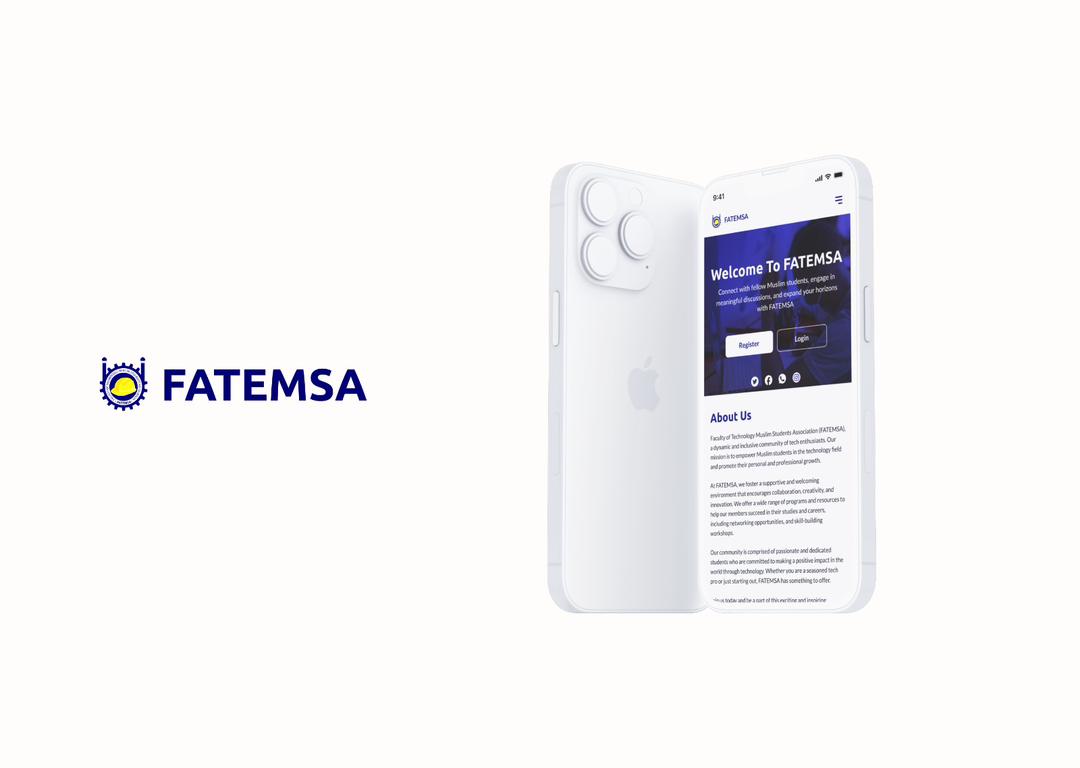 FATEMSA
9:41
FATEMSA
Welcome To FATEMSA
Connect with fellow Muslim students, engage in
meaningful discussions, and expand your horizons
with FATEMSA
Register Login
About Us
Faculty of Technology Muslim Students Association (FATEMSA),
a dynamic and inclusive community of tech enthusiasts. Our
mission is to empower Muslim students in the technology field
and promote their personal and professional growth.
At FATEMSA, we foster a supportive and welcoming
environment that encourages collaboration, creativity, and
innovation. We offer a wide range of programs and resources to
help our members succeed in their studies and careers,
including networking opportunities, and skill-building
workshops.
Our community is comprised of passionate and dedicated
students who are committed to making a positive impact in the
world through technology. Whether you are a seasoned tech
pro or just starting out, FATEMSA has something to offer.
us today and be a part of this exciting and inspiring